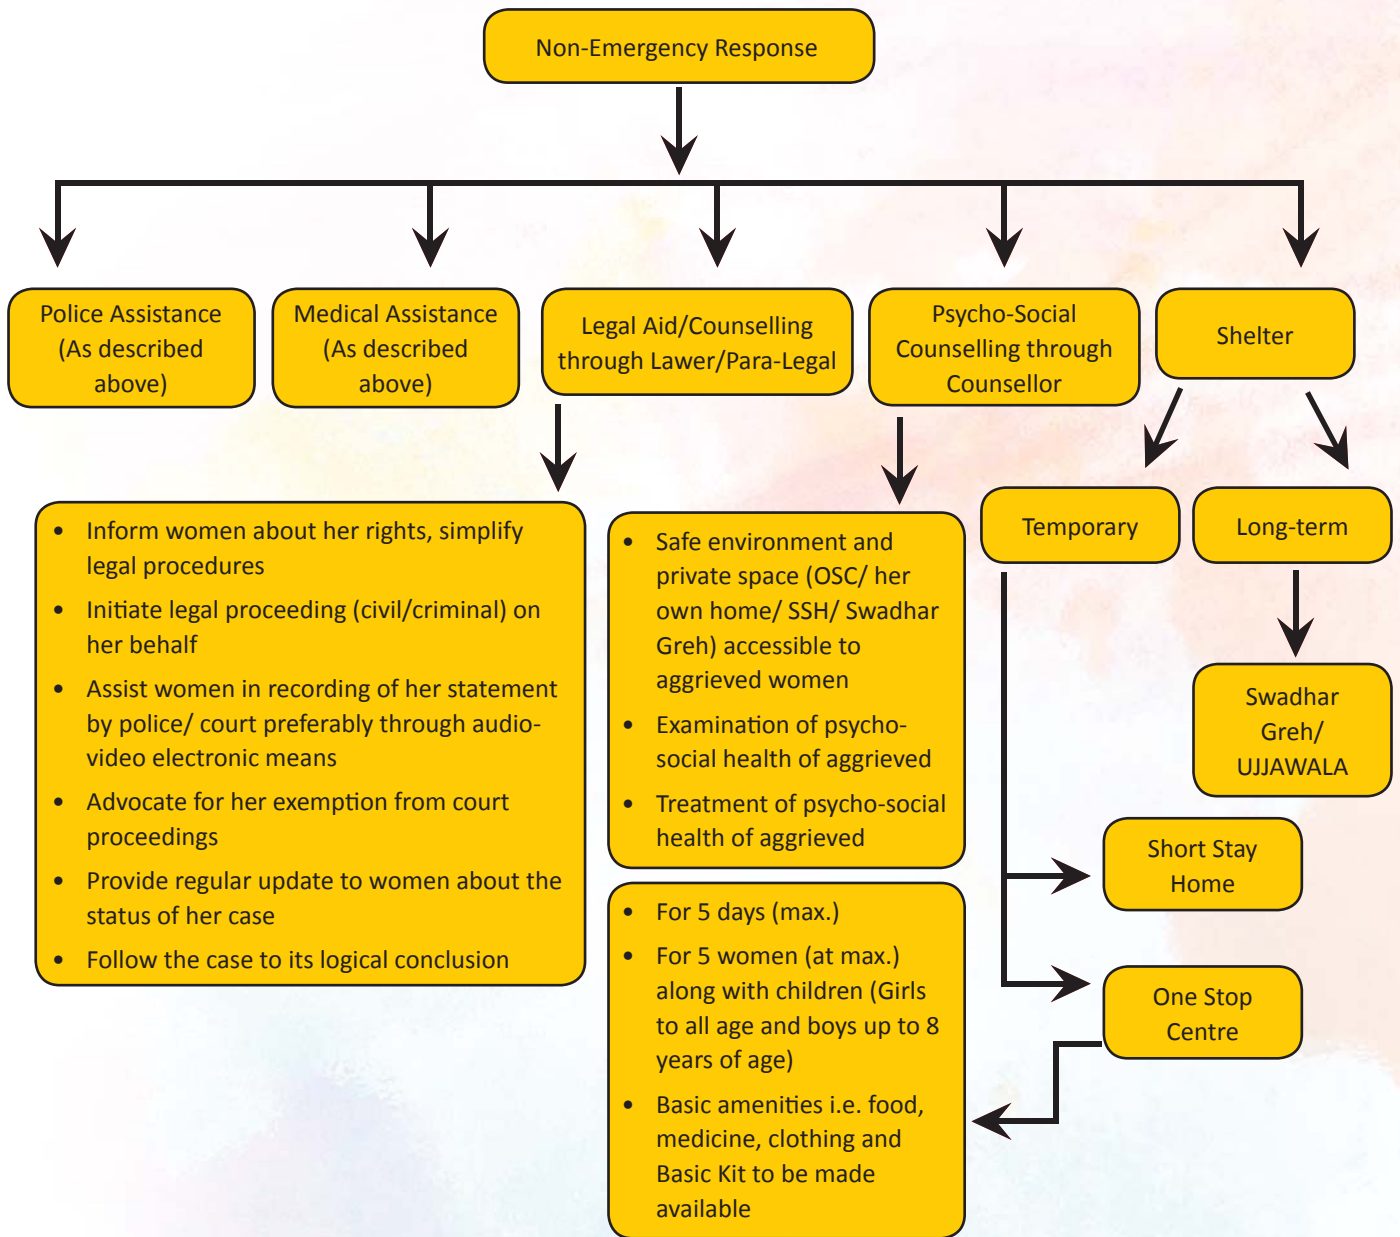 Non-Emergency Response
Police Assistance
(As described
above)
Medical Assistance
(As described
above)
Legal Aid/Counselling
through Lawer/Para-Legal
Psycho-Social
Counselling through
Counsellor
Shelter
• Inform women about her rights, simplify
legal procedures
• Initiate legal proceeding (civil/criminal) on
her behalf
• Assist women in recording of her statement
by police/ court preferably through audio-
video electronic means
• Advocate for her exemption from court
proceedings
• Provide regular update to women about the
status of her case
• Follow the case to its logical conclusion
• Safe environment and
private space (OSC/ her
own home/ SSH/ Swadhar
Greh) accessible to
aggrieved women
• Examination of psycho-
social health of aggrieved
• Treatment of psycho-social
health of aggrieved
Temporary
Long-term
Swadhar
Greh/
UJJAWALA
Short Stay
Home
One Stop
Centre
• For 5 days (max.)
• For 5 women (at max.)
along with children (Girls
to all age and boys up to 8
years of age)
• Basic amenities i.e. food,
medicine, clothing and
Basic Kit to be made
available